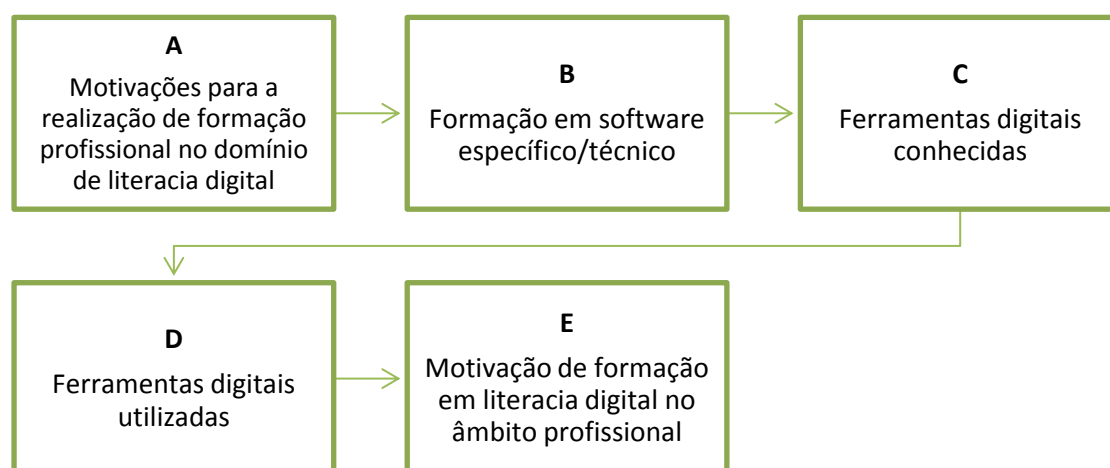 A
Motivações para a
realização de formação
profissional no domínio
de literacia digital
B
Formação em software
específico/técnico
C
Ferramentas digitais
conhecidas
D
Ferramentas digitais
utilizadas
E
Motivação de formação
em literacia digital no
âmbito profissional